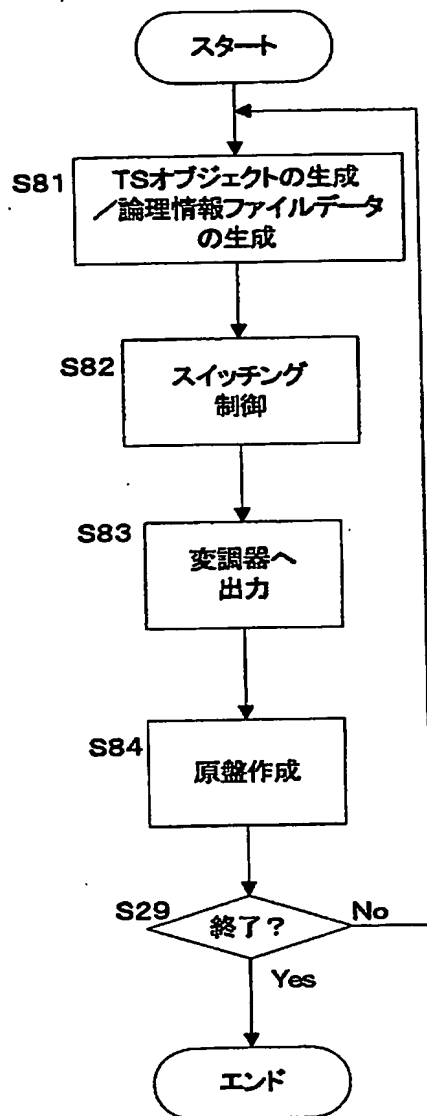 スタート
S81
TSオブジェクトの生成
／論理情報ファイルデータ
の生成
S82
スイッチング
制御
S83
変調器へ
出力
S84
原盤作成
S29
終了？
No
Yes
エンド